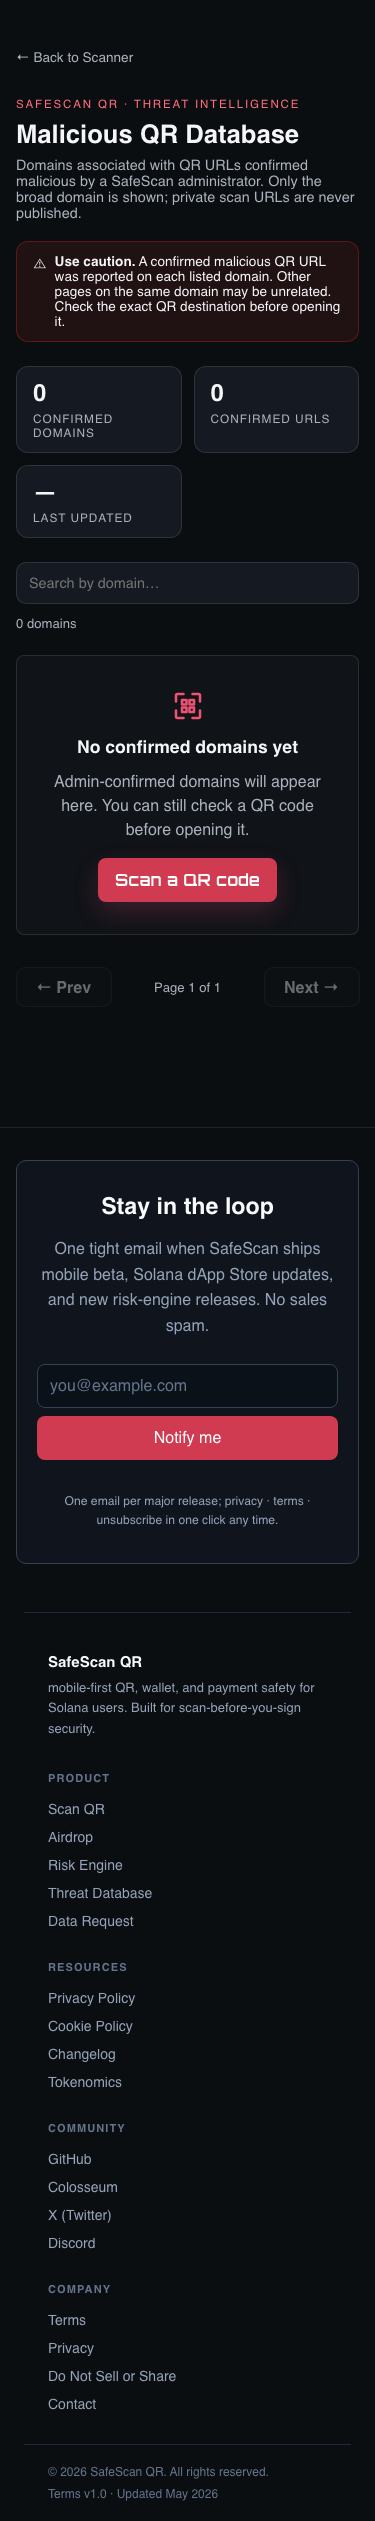 ← Back to Scanner
SAFESCAN QR · THREAT INTELLIGENCE
Malicious QR Database
Domains associated with QR URLs confirmed
malicious by a SafeScan administrator. Only the
broad domain is shown; private scan URLs are never
published.
⚠ Use caution. A confirmed malicious QR URL
was reported on each listed domain. Other
pages on the same domain may be unrelated.
Check the exact QR destination before opening
it.
0
CONFIRMED
DOMAINS
0
CONFIRMED URLS
—
LAST UPDATED
Search by domain…
0 domains
No confirmed domains yet
Admin-confirmed domains will appear
here. You can still check a QR code
before opening it.
Scan a QR code
← Prev
Page 1 of 1
Next →
Stay in the loop
One tight email when SafeScan ships
mobile beta, Solana dApp Store updates,
and new risk-engine releases. No sales
spam.
you@example.com
Notify me
One email per major release; privacy · terms ·
unsubscribe in one click any time.
SafeScan QR
mobile-first QR, wallet, and payment safety for
Solana users. Built for scan-before-you-sign
security.
PRODUCT
Scan QR
Airdrop
Risk Engine
Threat Database
Data Request
RESOURCES
Privacy Policy
Cookie Policy
Changelog
Tokenomics
COMMUNITY
GitHub
Colosseum
X (Twitter)
Discord
COMPANY
Terms
Privacy
Do Not Sell or Share
Contact
© 2026 SafeScan QR. All rights reserved.
Terms v1.0 · Updated May 2026